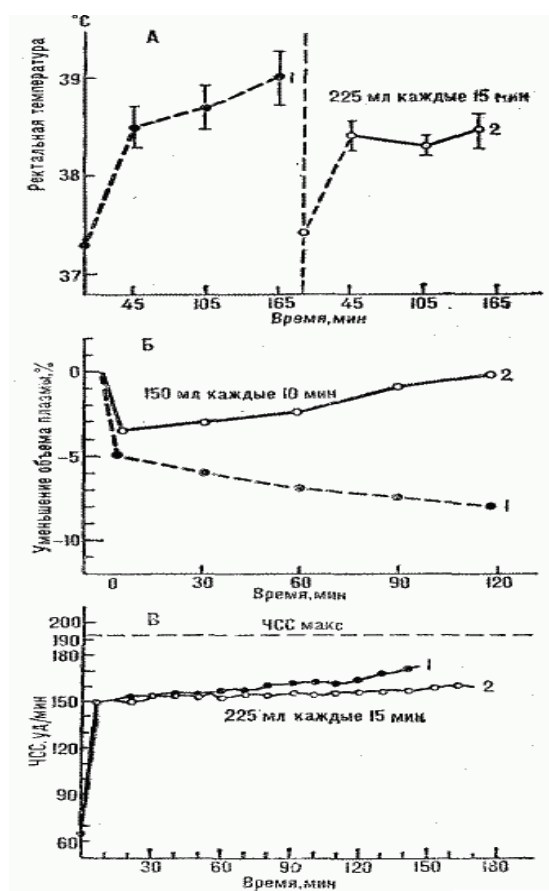 °C
А
Ректальная температура
39
38
37
1
225 мл каждые 15 мин
2
45 105 165 45 105 165
Время, мин
Б
Уменьшение объема плазмы, %
0
-5
-10
150 мл каждые 10 мин
2
1
0 30 60 90 120
Время, мин
В
ЧСС, уд/мин
200
190
180
150
120
90
60
ЧСС макс
1
2
225 мл каждые 15 мин
30 60 90 120 150 180
Время, мин